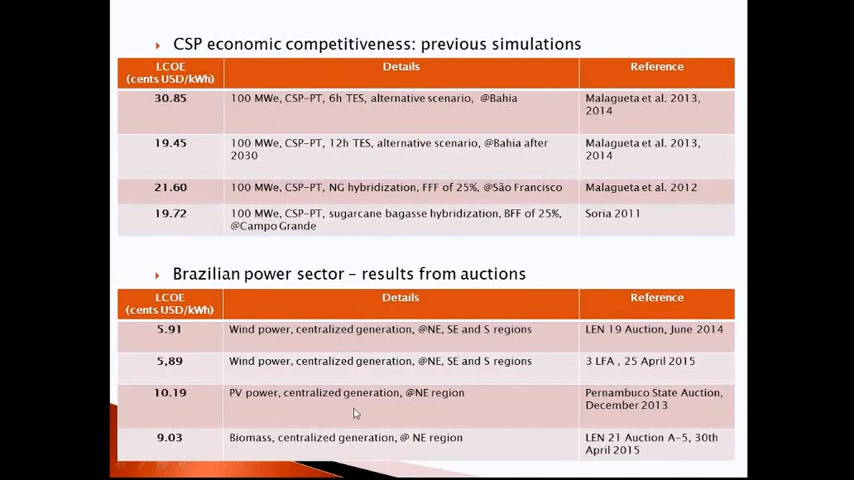 CSP economic competitiveness: previous simulations
LCOE Details Reference
(cents USD/kWh)
30.85 100 MWe, CSP-PT, 6h TES, alternative scenario, @Bahia Malagueta et al. 2013,
2014
19.45 100 MWe, CSP-PT, 12h TES, alternative scenario, @Bahia after Malagueta et al. 2013,
2030 2014
21.60 100 MWe, CSP-PT, NG hybridization, FFF of 25%, @São Francisco Malagueta et al. 2012
19.72 100 MWe, CSP-PT, sugarcane bagasse hybridization, BFF of 25%, Soria 2011
@Campo Grande
Brazilian power sector – results from auctions
LCOE Details Reference
(cents USD/kWh)
5.91 Wind power, centralized generation, @NE, SE and S regions LEN 19 Auction, June 2014
5,89 Wind power, centralized generation, @NE, SE and S regions 3 LFA , 25 April 2015
10.19 PV power, centralized generation, @NE region Pernambuco State Auction,
December 2013
9.03 Biomass, centralized generation, @ NE region LEN 21 Auction A-5, 30th
April 2015